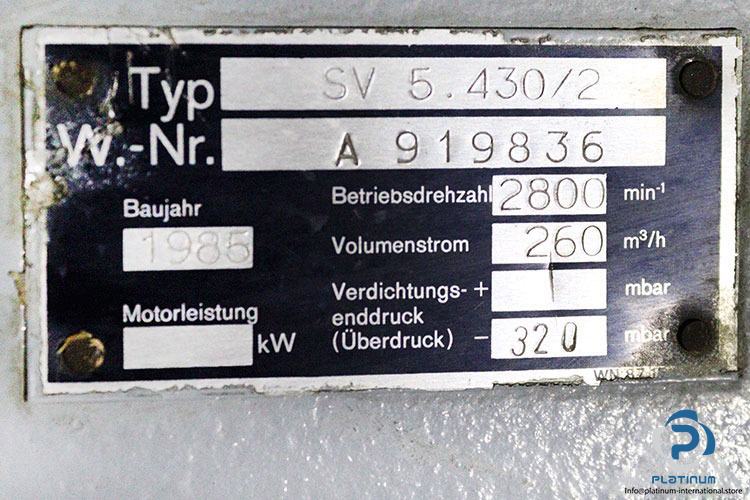 Typ SV 5.430/2
W.-Nr. A 919836
Baujahr
1985
Motorleistung
kW
Betriebsdrehzahl 2800 min-1
Volumenstrom 260 m³/h
Verdichtungs- + mbar
enddruck
(Überdruck) - 320 mbar
PLATINUM
Info@platinum-international.store